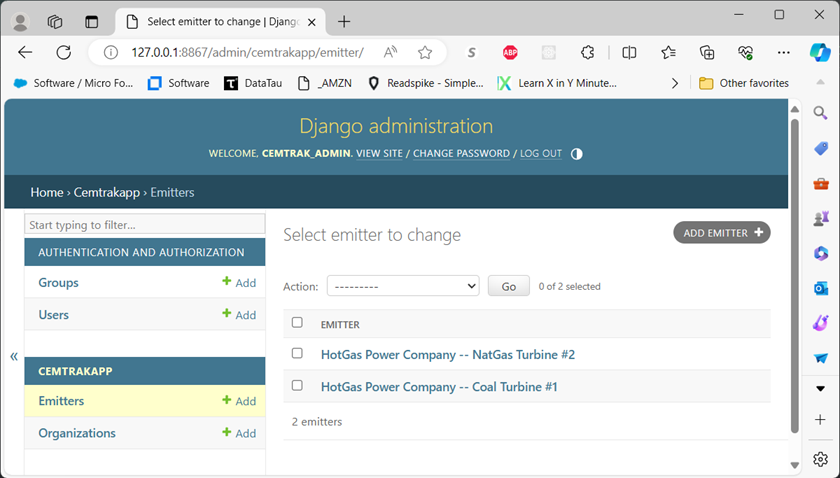 Select emitter to change | Djang
127.0.0.1:8867/admin/cemtrakapp/emitter/
Software / Micro Fo... Software DataTau _AMZN Readspike - Simple... Learn X in Y Minute... Other favorites
Django administration
WELCOME, CEMTRAK_ADMIN. VIEW SITE / CHANGE PASSWORD / LOG OUT
Home › Cemtrakapp › Emitters
Start typing to filter...
AUTHENTICATION AND AUTHORIZATION
Groups + Add
Users + Add
«
CEMTRAKAPP
Emitters + Add
Organizations + Add
Select emitter to change
ADD EMITTER +
Action: --------- Go 0 of 2 selected
EMITTER
HotGas Power Company -- NatGas Turbine #2
HotGas Power Company -- Coal Turbine #1
2 emitters